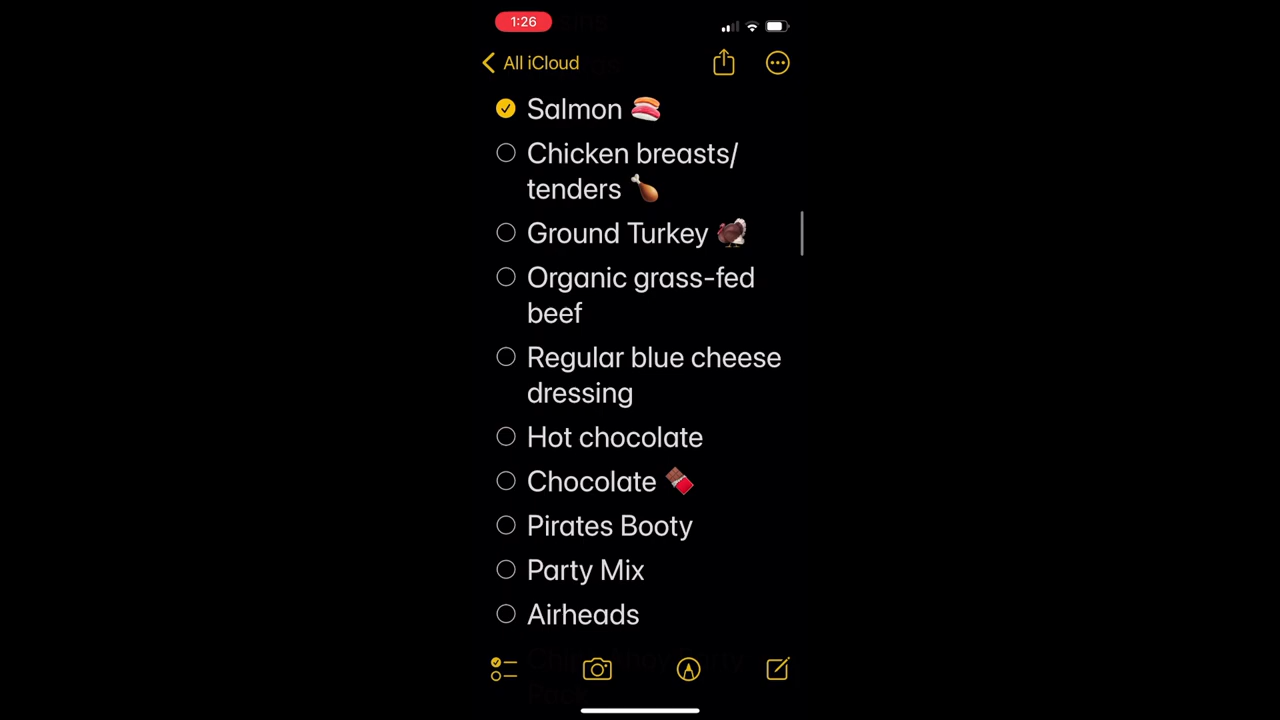 1:26
All iCloud
Salmon 🍣
Chicken breasts/
tenders 🍗
Ground Turkey 🦃
Organic grass-fed
beef
Regular blue cheese
dressing
Hot chocolate
Chocolate 🍫
Pirates Booty
Party Mix
Airheads